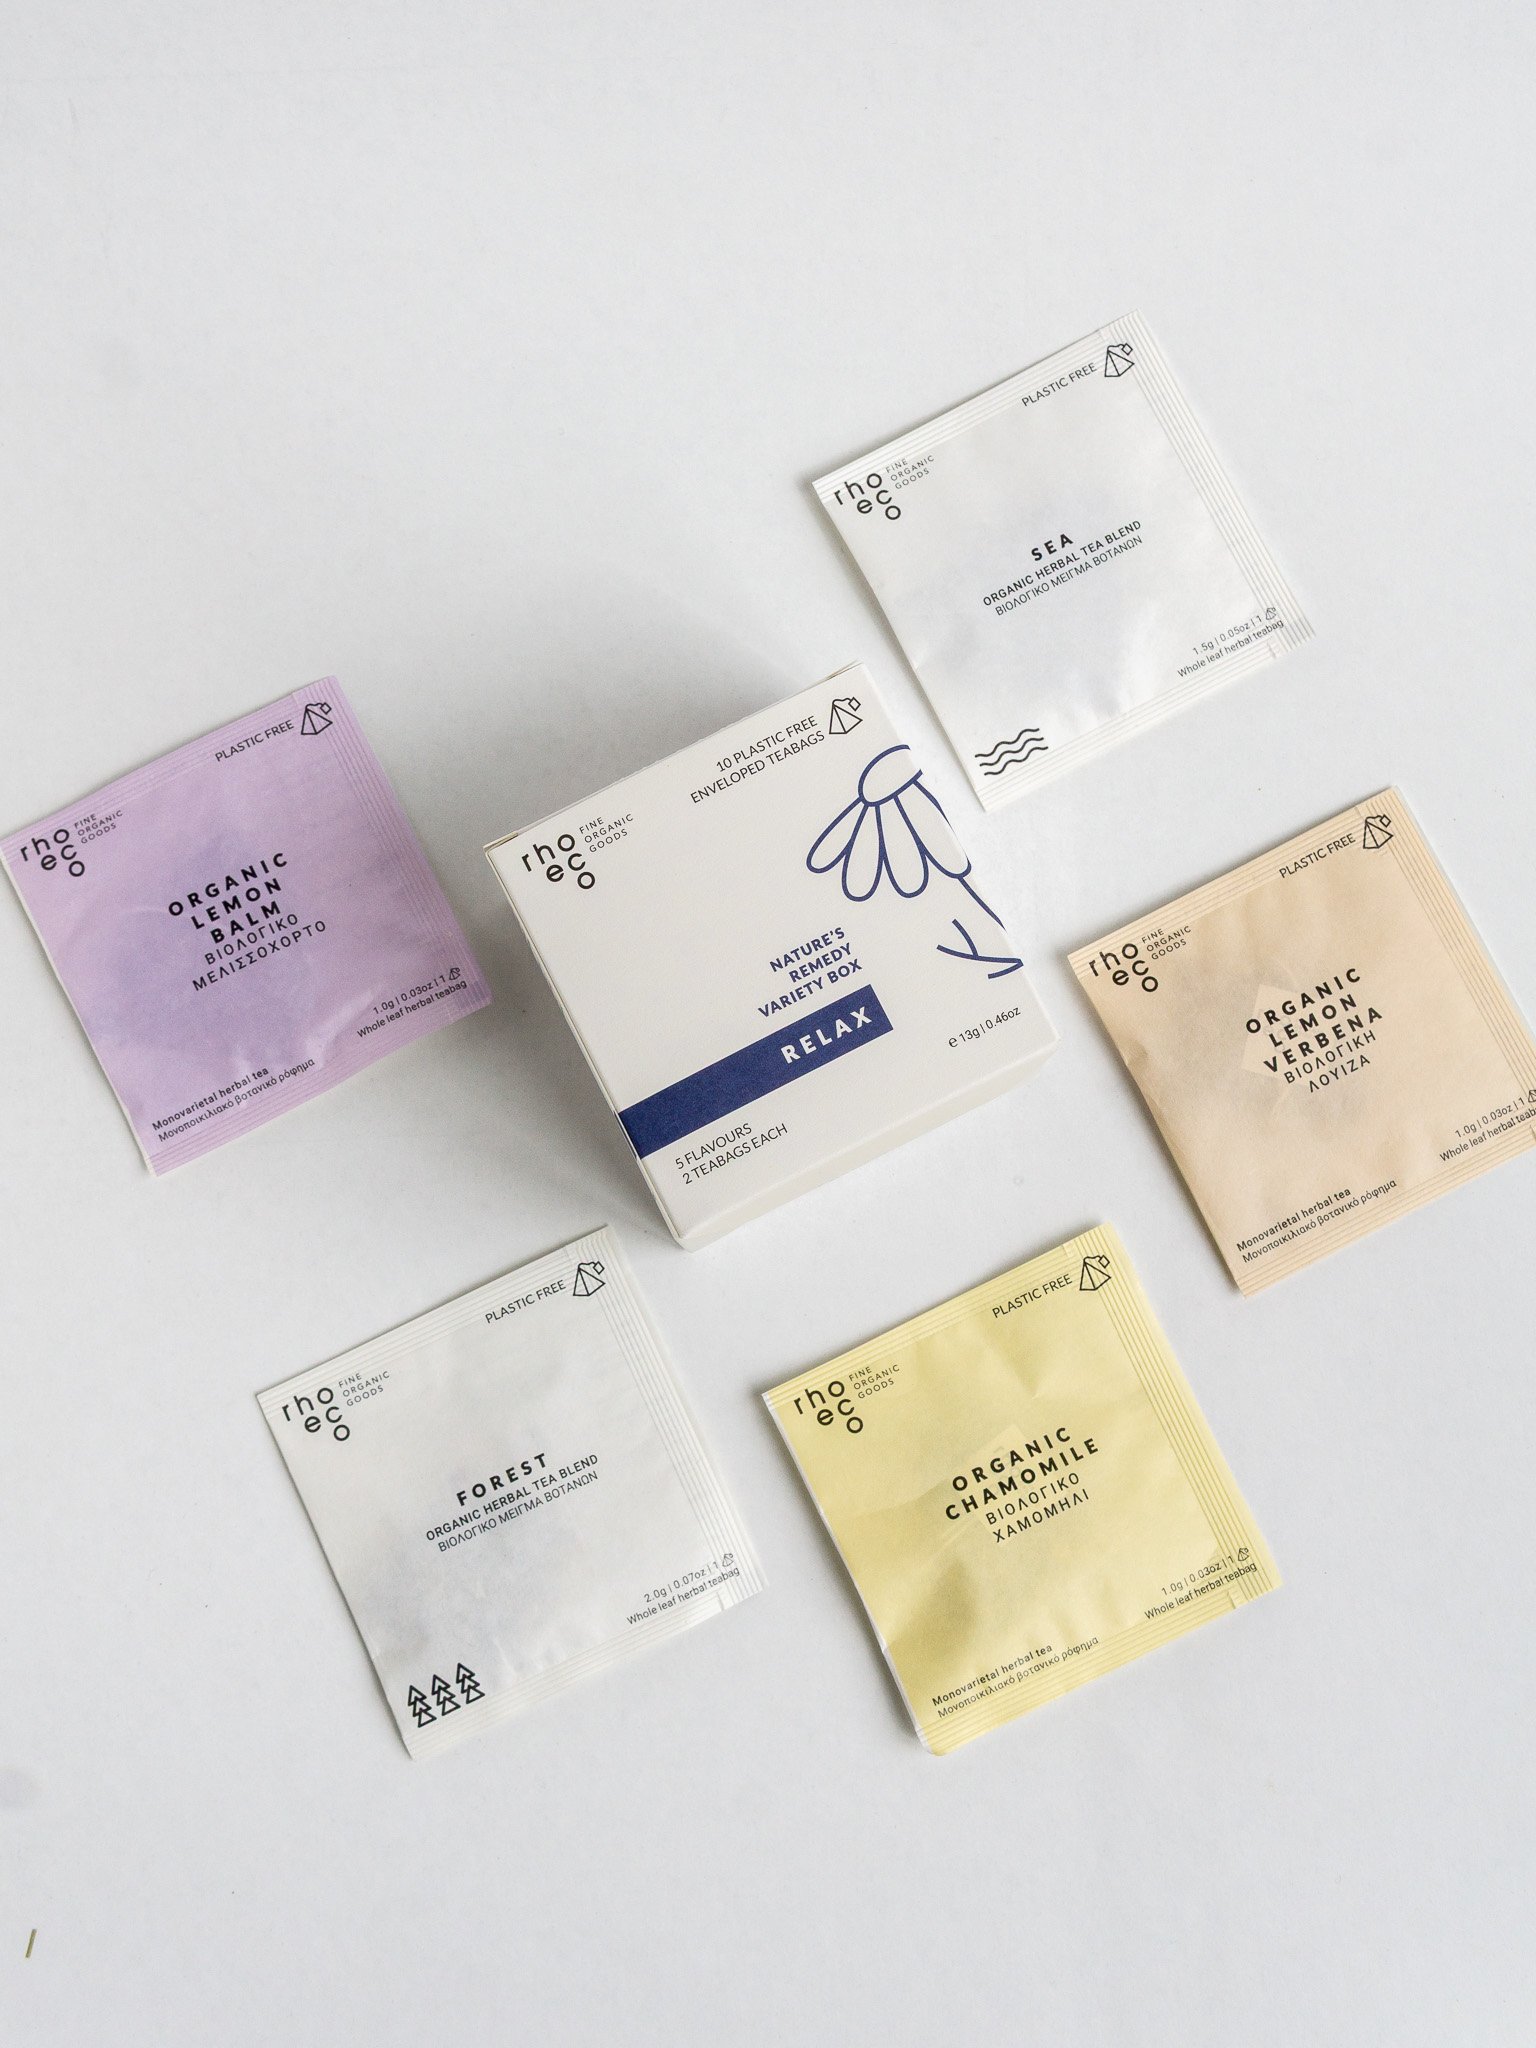 PLASTIC FREE
rho
eco
FINE
ORGANIC
GOODS
SEA
ORGANIC HERBAL TEA BLEND
ΒΙΟΛΟΓΙΚΟ ΜΕΙΓΜΑ ΒΟΤΑΝΩΝ
1.5g | 0.05oz | 1
Whole leaf herbal teabag
PLASTIC FREE
rho
eco
FINE
ORGANIC
GOODS
ORGANIC
LEMON
BALM
ΒΙΟΛΟΓΙΚΟ
ΜΕΛΙΣΣΟΧΟΡΤΟ
1.0g | 0.03oz | 1
Whole leaf herbal teabag
Monovarietal herbal tea
Μονοποικιλιακό βοτανικό ρόφημα
10 PLASTIC FREE
ENVELOPED TEABAGS
rho
eco
FINE
ORGANIC
GOODS
NATURE'S
REMEDY
VARIETY BOX
RELAX
℮ 13g | 0.46oz
5 FLAVOURS
2 TEABAGS EACH
PLASTIC FREE
rho
eco
FINE
ORGANIC
GOODS
ORGANIC
LEMON
VERBENA
ΒΙΟΛΟΓΙΚΗ
ΛΟΥΙΖΑ
1.0g | 0.03oz | 1
Whole leaf herbal
Monovarietal herbal tea
Μονοποικιλιακό βοτανικό ρόφημα
PLASTIC FREE
rho
eco
FINE
ORGANIC
GOODS
FOREST
ORGANIC HERBAL TEA BLEND
ΒΙΟΛΟΓΙΚΟ ΜΕΙΓΜΑ ΒΟΤΑΝΩΝ
2.0g | 0.07oz | 1
Whole leaf herbal teabag
PLASTIC FREE
rho
eco
FINE
ORGANIC
GOODS
ORGANIC
CHAMOMILE
ΒΙΟΛΟΓΙΚΟ
ΧΑΜΟΜΗΛΙ
1.0g | 0.03oz | 1
Whole leaf herbal teabag
Monovarietal herbal tea
Μονοποικιλιακό βοτανικό ρόφημα